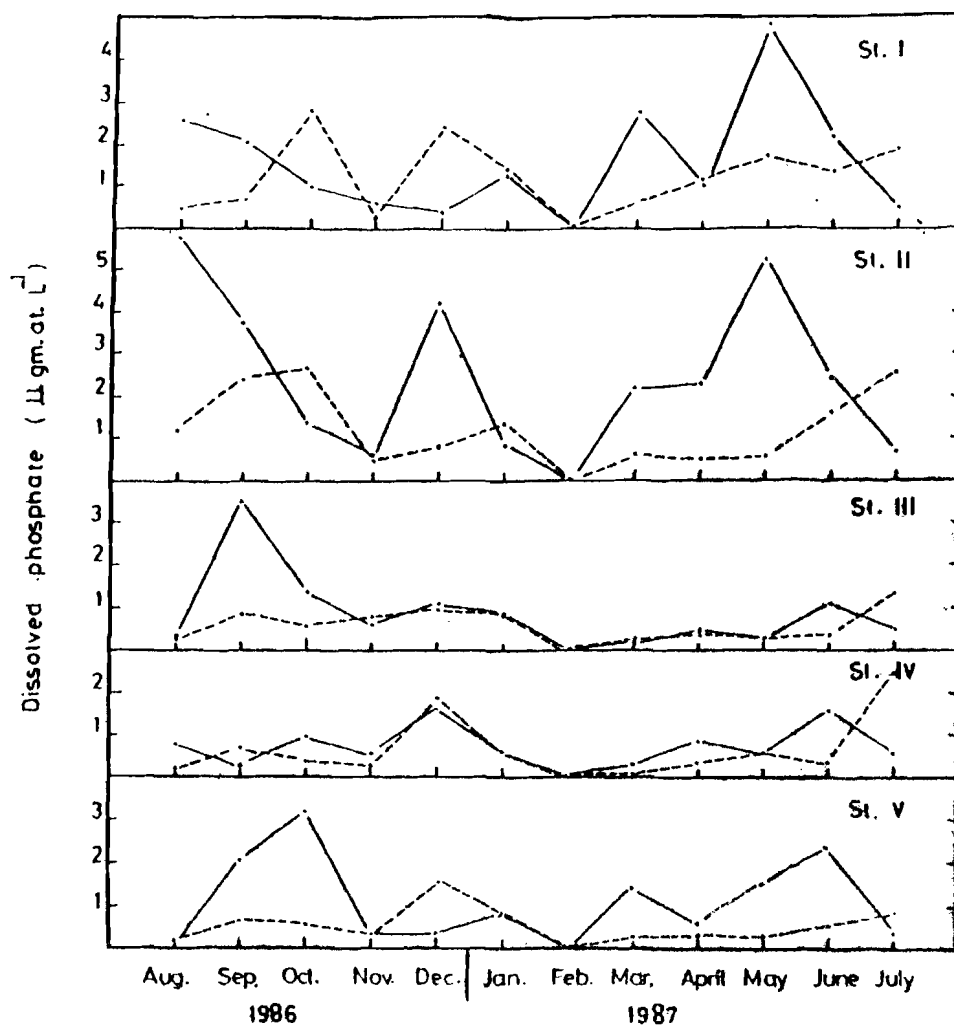 St. I
4
3
2
1
St. II
5
4
3
2
1
St. III
3
2
1
St. IV
2
1
St. V
3
2
1
Dissolved phosphate (µ gm. at. L⁻¹)
Aug. Sep. Oct. Nov. Dec. Jan. Feb. Mar. April May June July
1986 1987